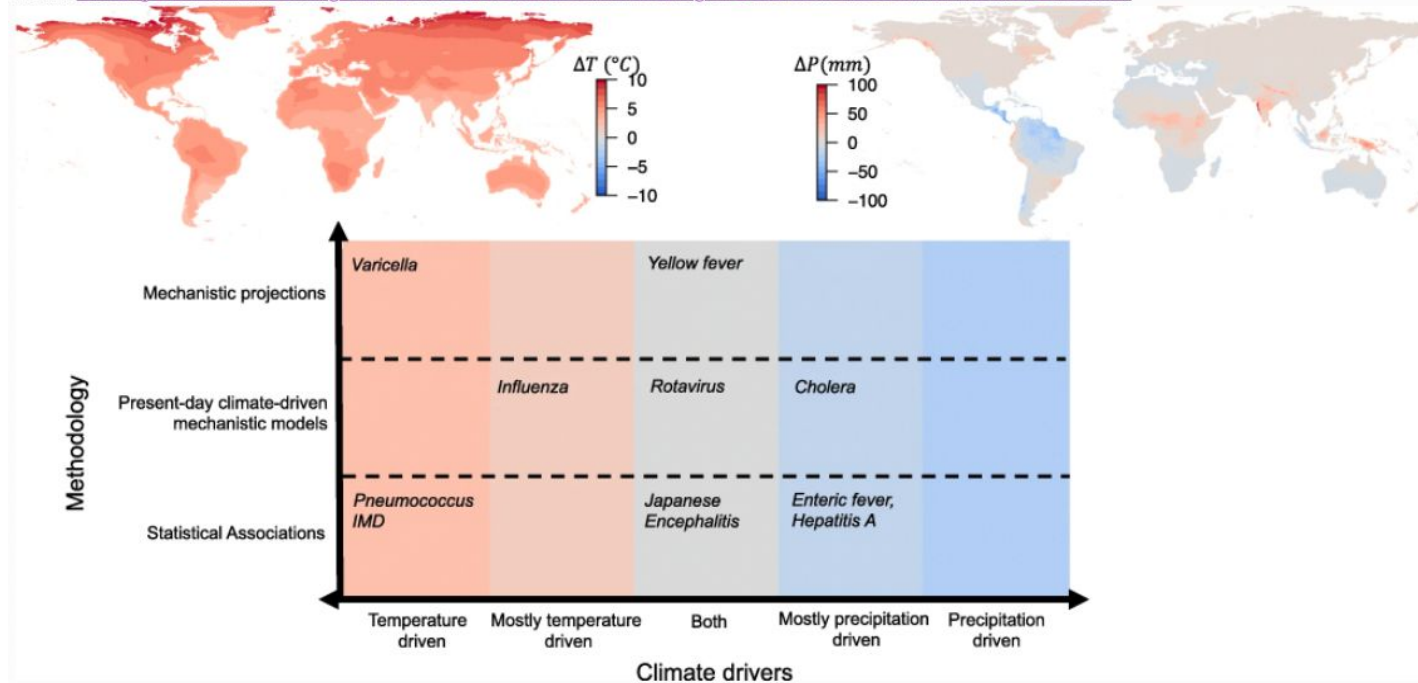 ΔT (°C)
10
5
0
−5
−10
ΔP(mm)
100
50
0
−50
−100
Methodology
Mechanistic projections
Varicella
Yellow fever
Present-day climate-driven
mechanistic models
Influenza
Rotavirus
Cholera
Statistical Associations
Pneumococcus
IMD
Japanese
Encephalitis
Enteric fever,
Hepatitis A
Temperature
driven
Mostly temperature
driven
Both
Mostly precipitation
driven
Precipitation
driven
Climate drivers